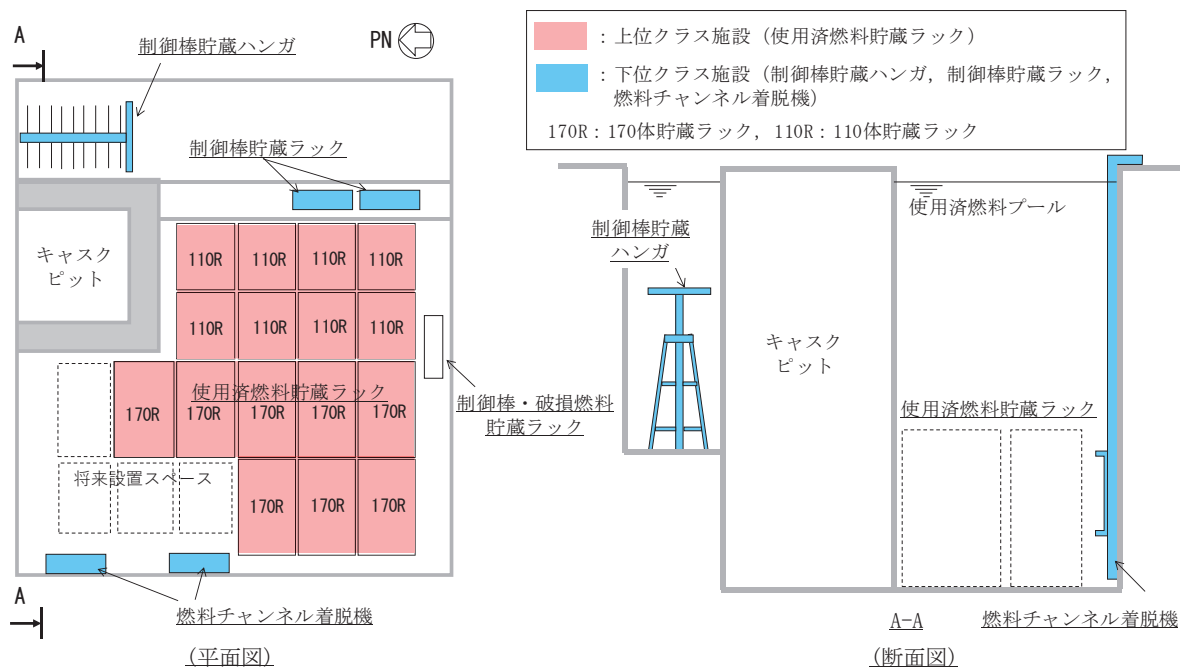 A
制御棒貯蔵ハンガ
PN
制御棒貯蔵ラック
キャスク
ピット
110R 110R 110R 110R
110R 110R 110R 110R
使用済燃料貯蔵ラック
170R 170R 170R 170R 170R
制御棒・破損燃料
貯蔵ラック
将来設置スペース
170R 170R 170R
A
燃料チャンネル着脱機
(平面図)
:上位クラス施設(使用済燃料貯蔵ラック)
:下位クラス施設(制御棒貯蔵ハンガ,制御棒貯蔵ラック,
燃料チャンネル着脱機)
170R:170体貯蔵ラック,110R:110体貯蔵ラック
使用済燃料プール
制御棒貯蔵
ハンガ
キャスク
ピット
使用済燃料貯蔵ラック
A-A
燃料チャンネル着脱機
(断面図)